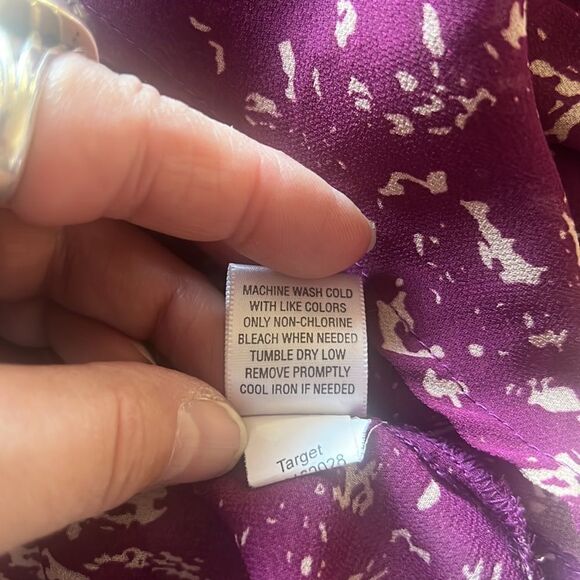 MACHINE WASH COLD
WITH LIKE COLORS
ONLY NON-CHLORINE
BLEACH WHEN NEEDED
TUMBLE DRY LOW
REMOVE PROMPTLY
COOL IRON IF NEEDED
Target